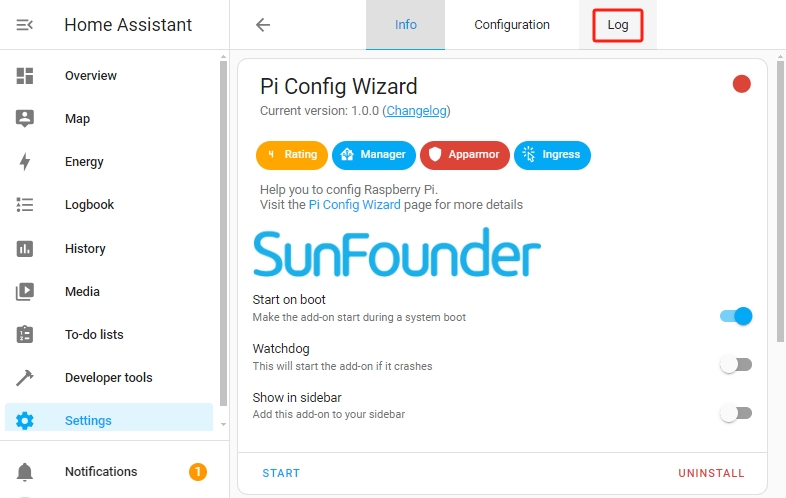 Home Assistant
Overview
Map
Energy
Logbook
History
Media
To-do lists
Developer tools
Settings
Notifications
1
Info
Configuration
Log
Pi Config Wizard
Current version: 1.0.0 (Changelog)
4 Rating
Manager
Apparmor
Ingress
Help you to config Raspberry Pi.
Visit the Pi Config Wizard page for more details
SunFounder
Start on boot
Make the add-on start during a system boot
Watchdog
This will start the add-on if it crashes
Show in sidebar
Add this add-on to your sidebar
START
UNINSTALL